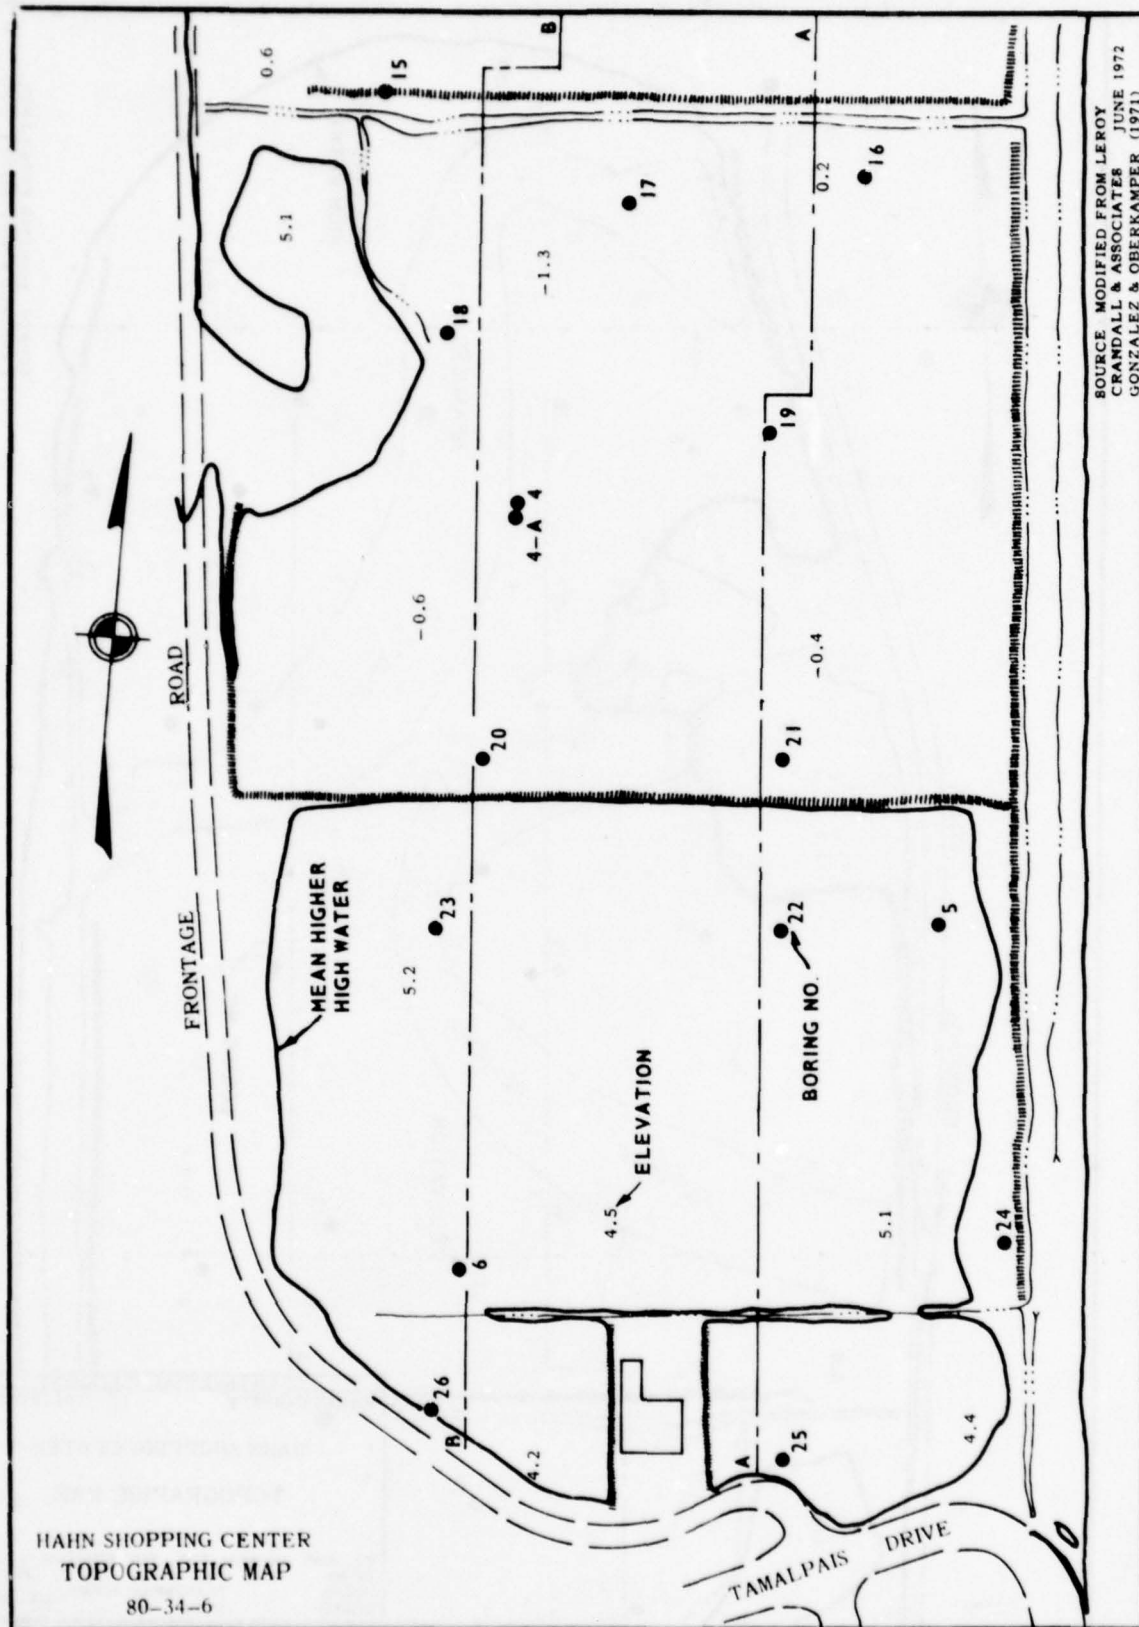 B
A
0.6
15
16
0.2
17
5.1
-1.3
18
19
4
4-A
-0.6
-0.4
ROAD
20
21
FRONTAGE
MEAN HIGHER
HIGH WATER
23
22
5
5.2
BORING NO.
ELEVATION
4.5
5.1
24
6
26
B
4.2
A
25
4.4
TAMALPAIS DRIVE
HAHN SHOPPING CENTER
TOPOGRAPHIC MAP
80-34-6
SOURCE MODIFIED FROM LEROY
CRANDALL & ASSOCIATES JUNE 1972
GONZALEZ & OBERKAMPER (1971)